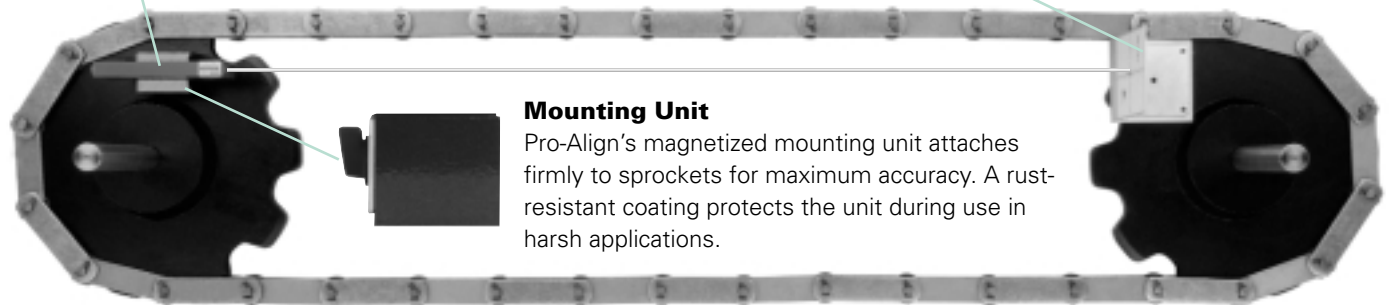 Mounting Unit
Pro-Align’s magnetized mounting unit attaches
firmly to sprockets for maximum accuracy. A rust-
resistant coating protects the unit during use in
harsh applications.